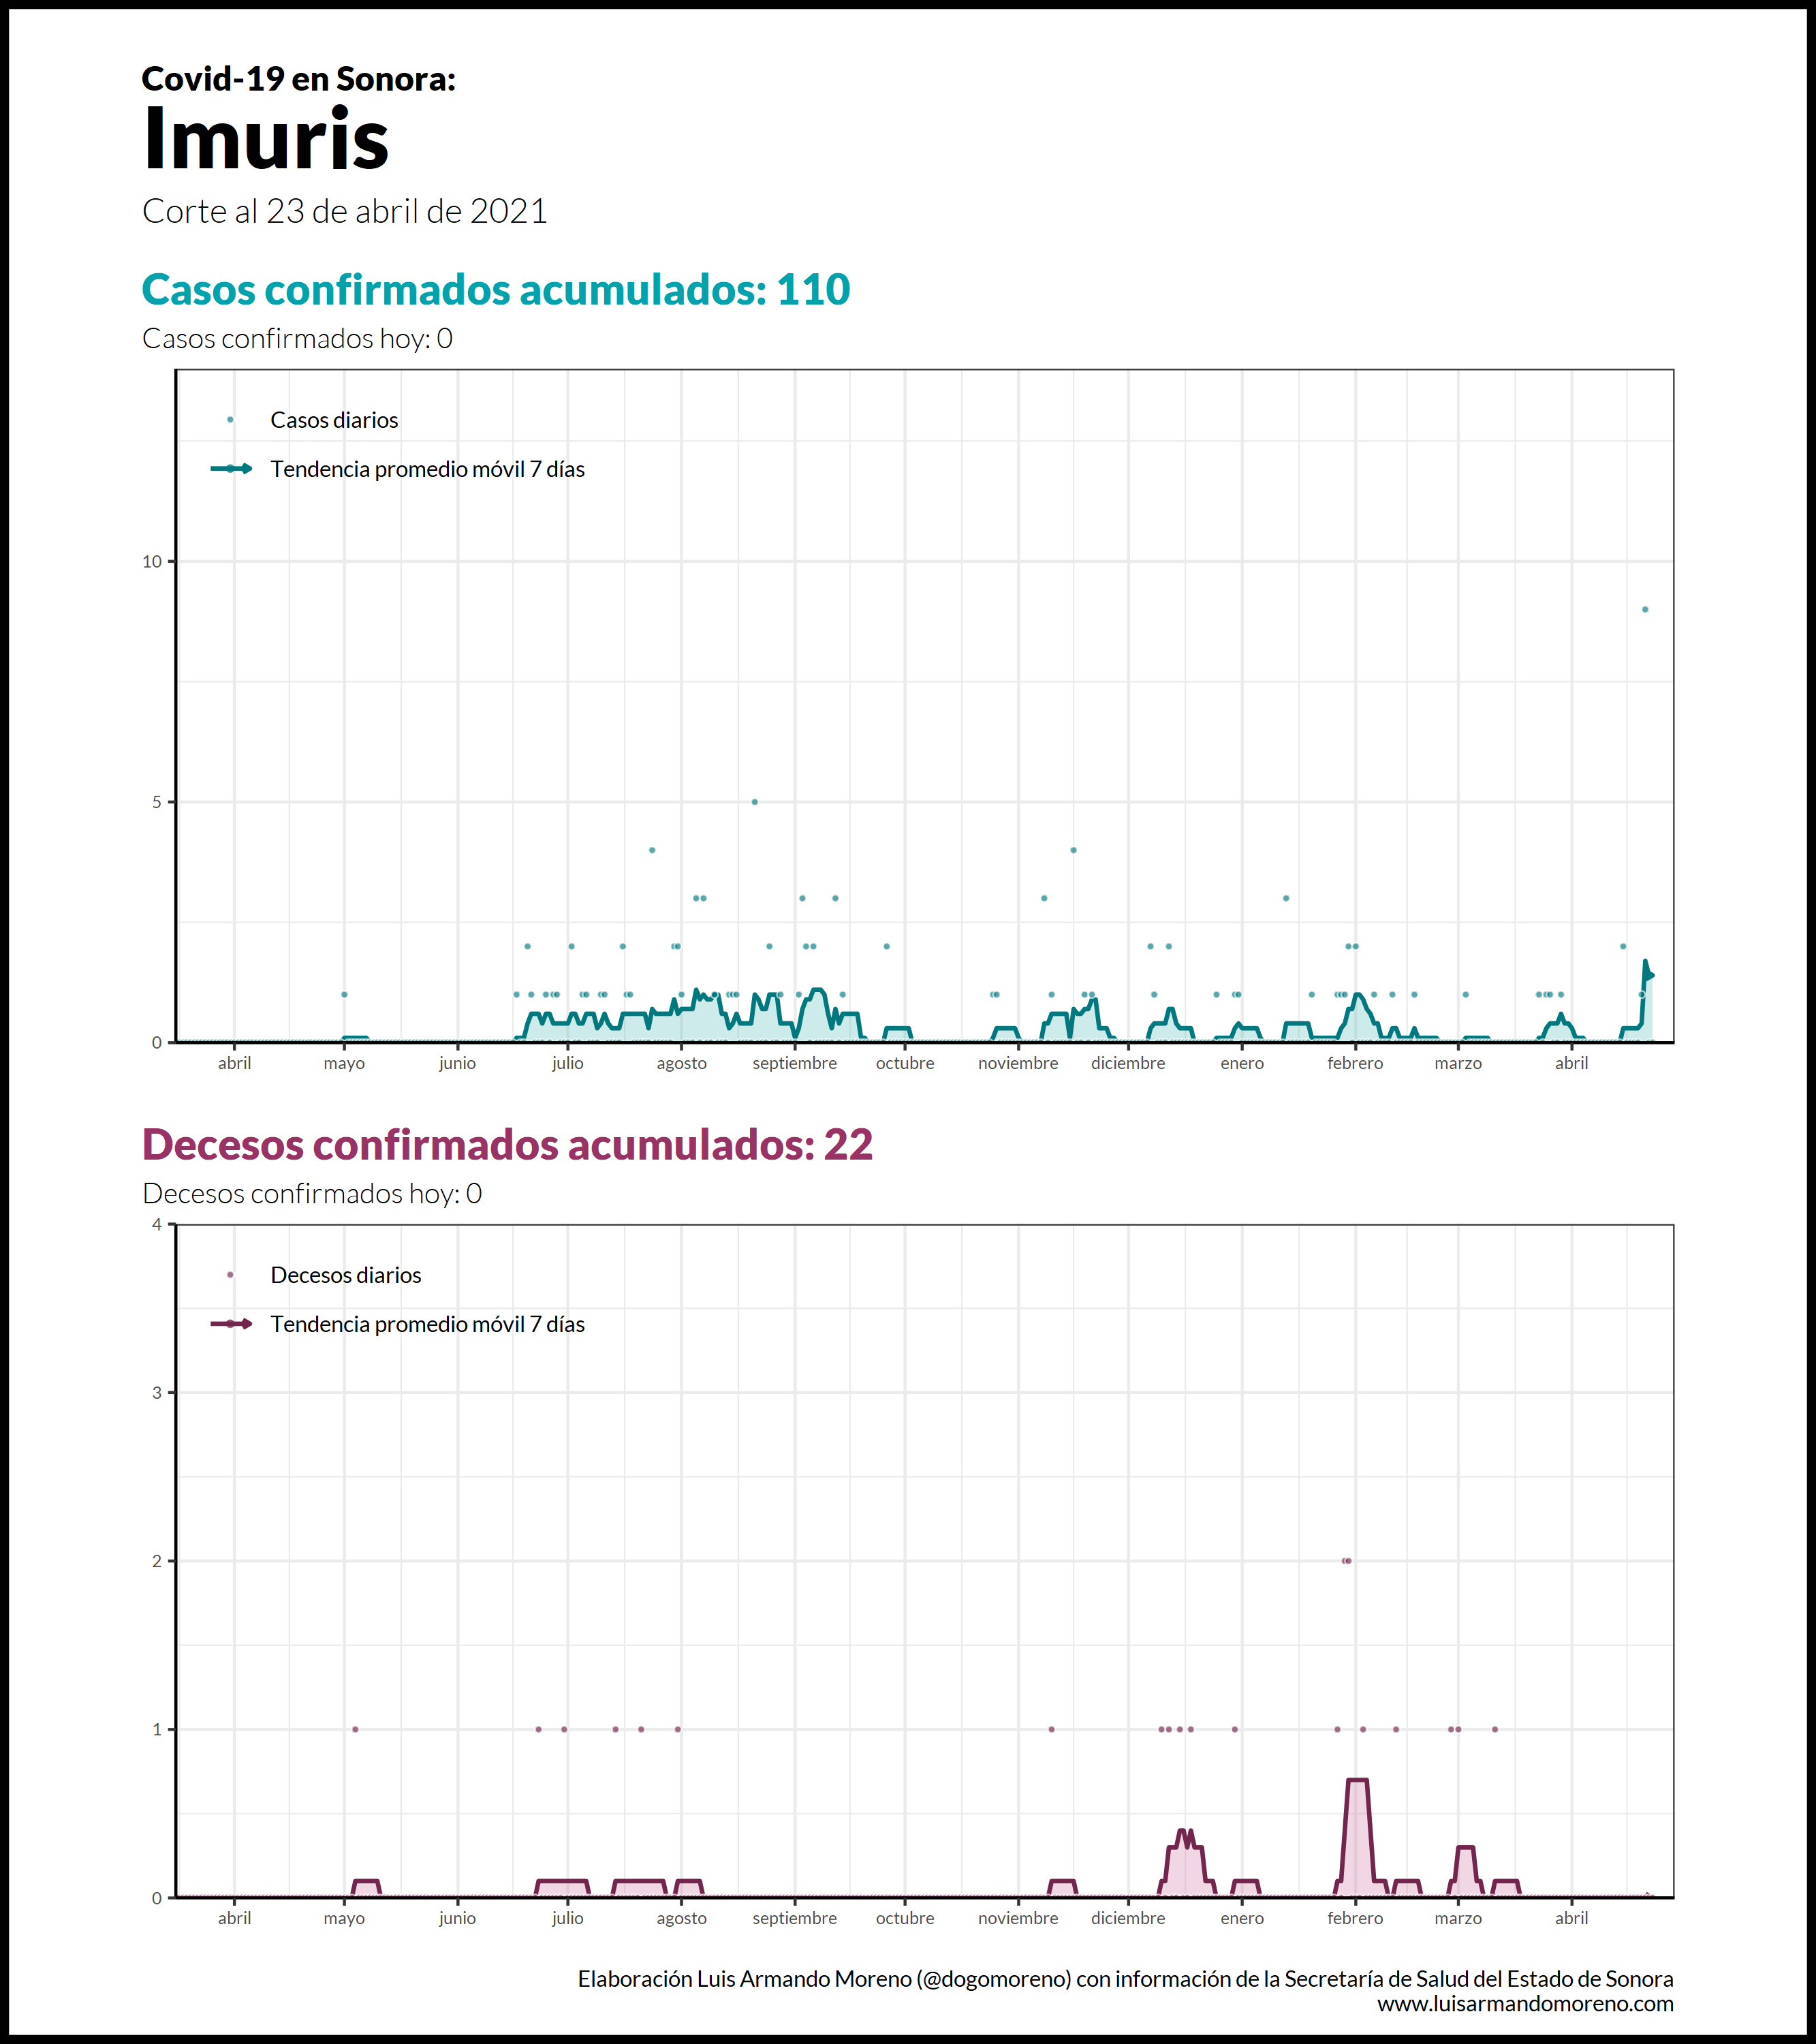 Covid-19 en Sonora:
Imuris
Corte al 23 de abril de 2021
Casos confirmados acumulados: 110
Casos confirmados hoy: 0
Casos diarios
Tendencia promedio móvil 7 días
10
5
0
abril mayo junio julio agosto septiembre octubre noviembre diciembre enero febrero marzo abril
Decesos confirmados acumulados: 22
Decesos confirmados hoy: 0
4
Decesos diarios
Tendencia promedio móvil 7 días
3
2
1
0
abril mayo junio julio agosto septiembre octubre noviembre diciembre enero febrero marzo abril
Elaboración Luis Armando Moreno (@dogomoreno) con información de la Secretaría de Salud del Estado de Sonora
www.luisarmandomoreno.com